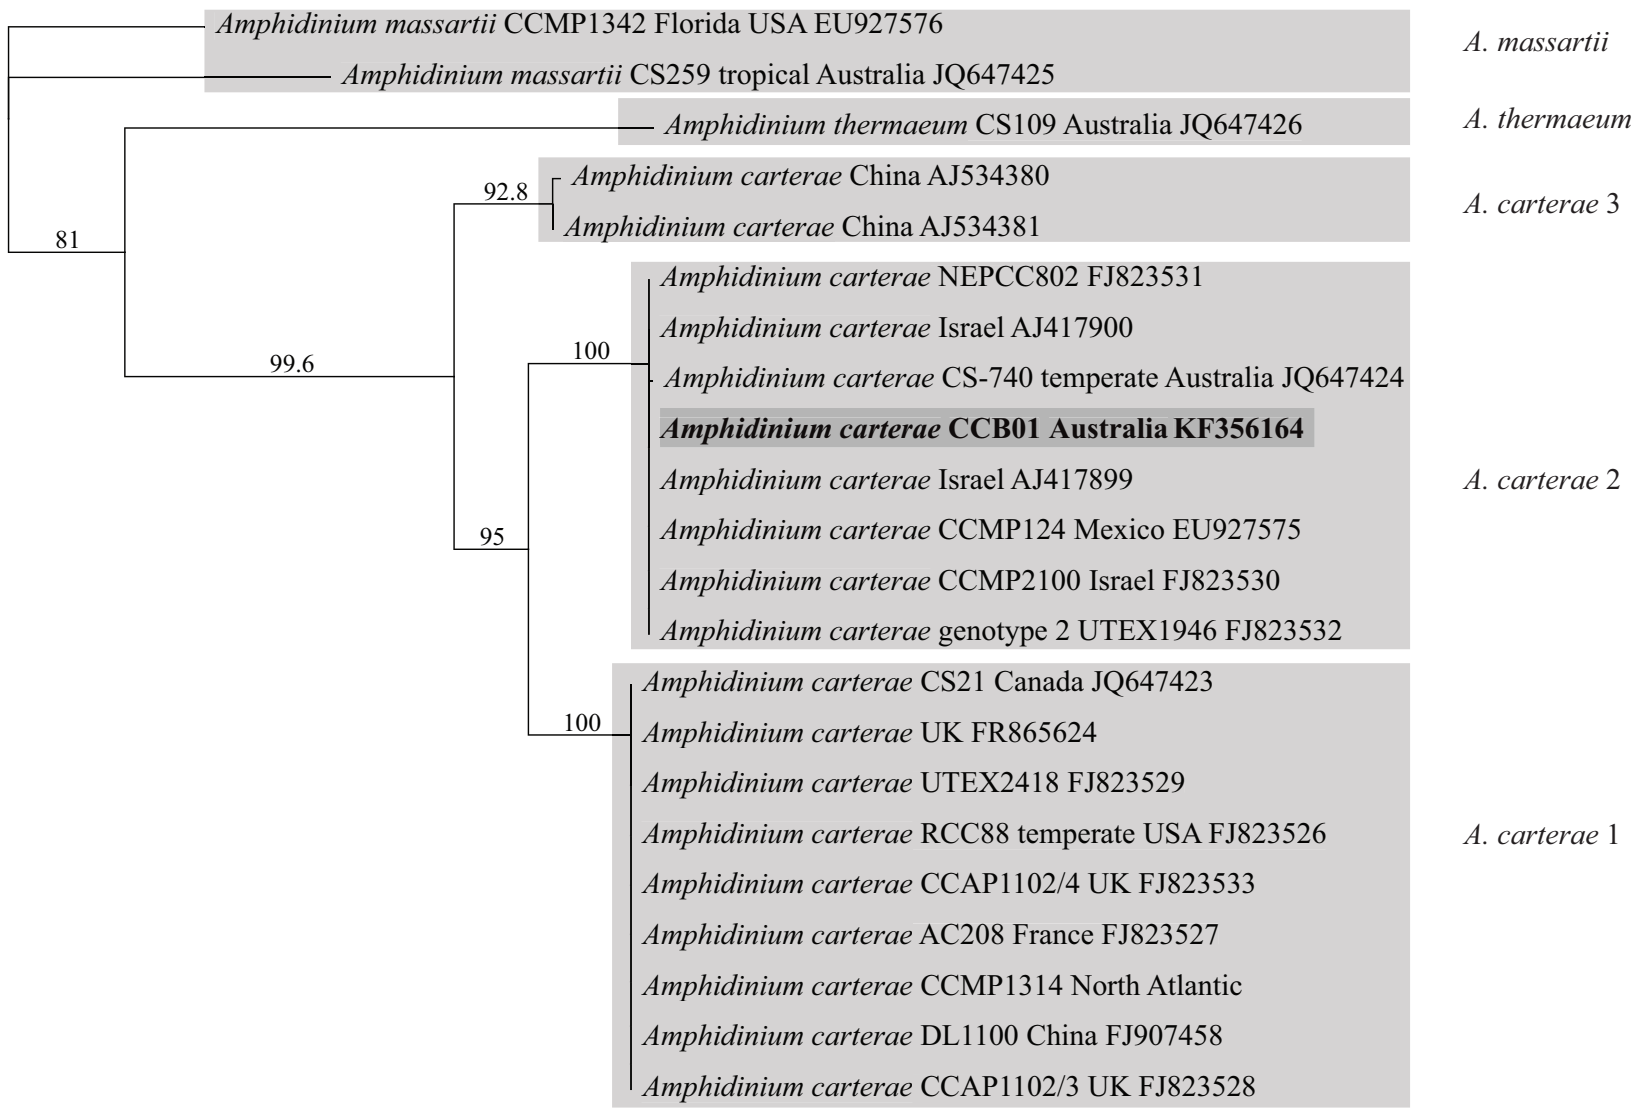 Amphidinium massartii CCMP1342 Florida USA EU927576
A. massartii
Amphidinium massartii CS259 tropical Australia JQ647425
Amphidinium thermaeum CS109 Australia JQ647426
A. thermaeum
Amphidinium carterae China AJ534380
92.8
A. carterae 3
Amphidinium carterae China AJ534381
81
Amphidinium carterae NEPCC802 FJ823531
Amphidinium carterae Israel AJ417900
100
99.6
Amphidinium carterae CS-740 temperate Australia JQ647424
Amphidinium carterae CCB01 Australia KF356164
Amphidinium carterae Israel AJ417899
A. carterae 2
Amphidinium carterae CCMP124 Mexico EU927575
95
Amphidinium carterae CCMP2100 Israel FJ823530
Amphidinium carterae genotype 2 UTEX1946 FJ823532
Amphidinium carterae CS21 Canada JQ647423
100
Amphidinium carterae UK FR865624
Amphidinium carterae UTEX2418 FJ823529
Amphidinium carterae RCC88 temperate USA FJ823526
A. carterae 1
Amphidinium carterae CCAP1102/4 UK FJ823533
Amphidinium carterae AC208 France FJ823527
Amphidinium carterae CCMP1314 North Atlantic
Amphidinium carterae DL1100 China FJ907458
Amphidinium carterae CCAP1102/3 UK FJ823528